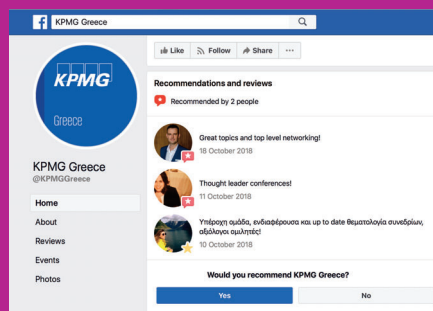 KPMG Greece
Like Follow Share ...
KPMG
Greece
KPMG Greece
@KPMGGreece
Home
About
Reviews
Events
Photos
Recommendations and reviews
Recommended by 2 people
Great topics and top level networking!
18 October 2018
Thought leader conferences!
11 October 2018
Υπέροχη ομάδα, ενδιαφέρουσα και up to date θεματολογία συνεδρίων,
αξιόλογοι ομιλητές!
10 October 2018
Would you recommend KPMG Greece?
Yes No